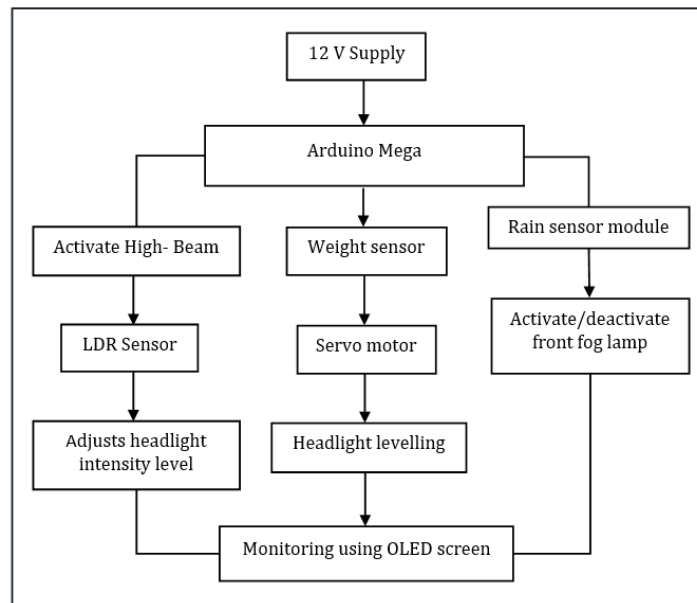 12 V Supply
Arduino Mega
Activate High- Beam
Weight sensor
Rain sensor module
LDR Sensor
Servo motor
Activate/deactivate
front fog lamp
Adjusts headlight
intensity level
Headlight levelling
Monitoring using OLED screen